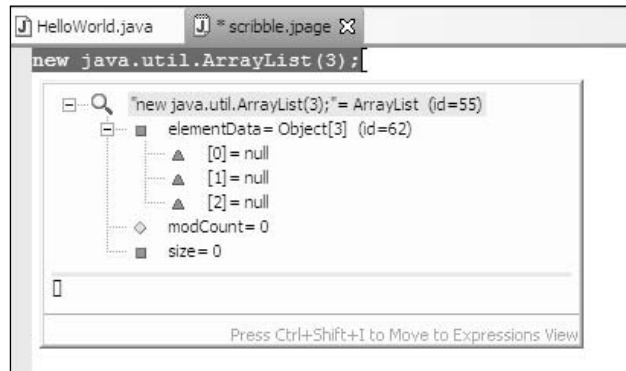 HelloWorld.java * scribble.jpage
new java.util.ArrayList(3);
"new java.util.ArrayList(3);"= ArrayList (id=55)
elementData= Object[3] (id=62)
[0]= null
[1]= null
[2]= null
modCount= 0
size= 0
Press Ctrl+Shift+I to Move to Expressions View